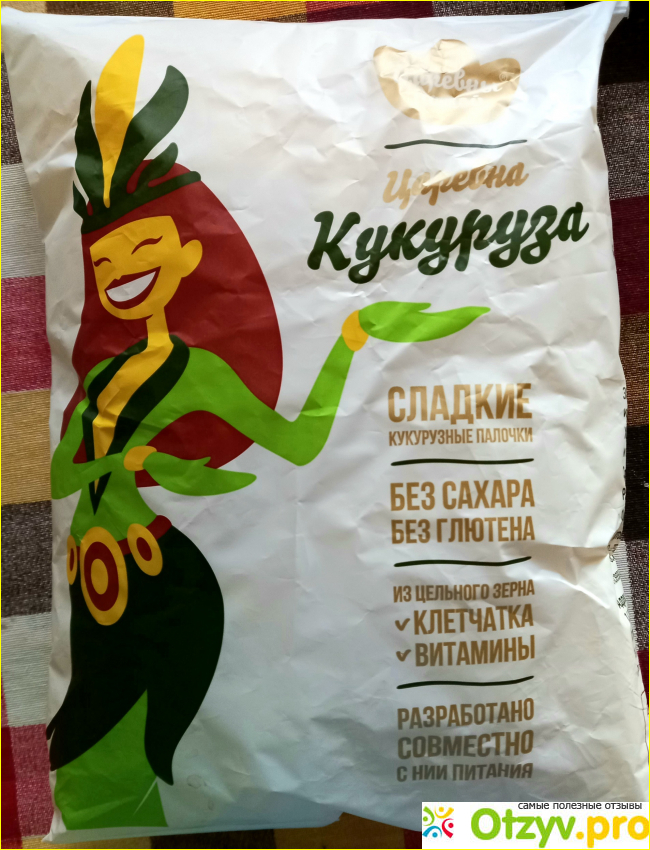 Царевна
Царевна
Кукуруза
СЛАДКИЕ
КУКУРУЗНЫЕ ПАЛОЧКИ
БЕЗ САХАРА
БЕЗ ГЛЮТЕНА
ИЗ ЦЕЛЬНОГО ЗЕРНА
КЛЕТЧАТКА
ВИТАМИНЫ
РАЗРАБОТАНО
СОВМЕСТНО
С НИИ ПИТАНИЯ
самые полезные отзывы
Otzyv.pro